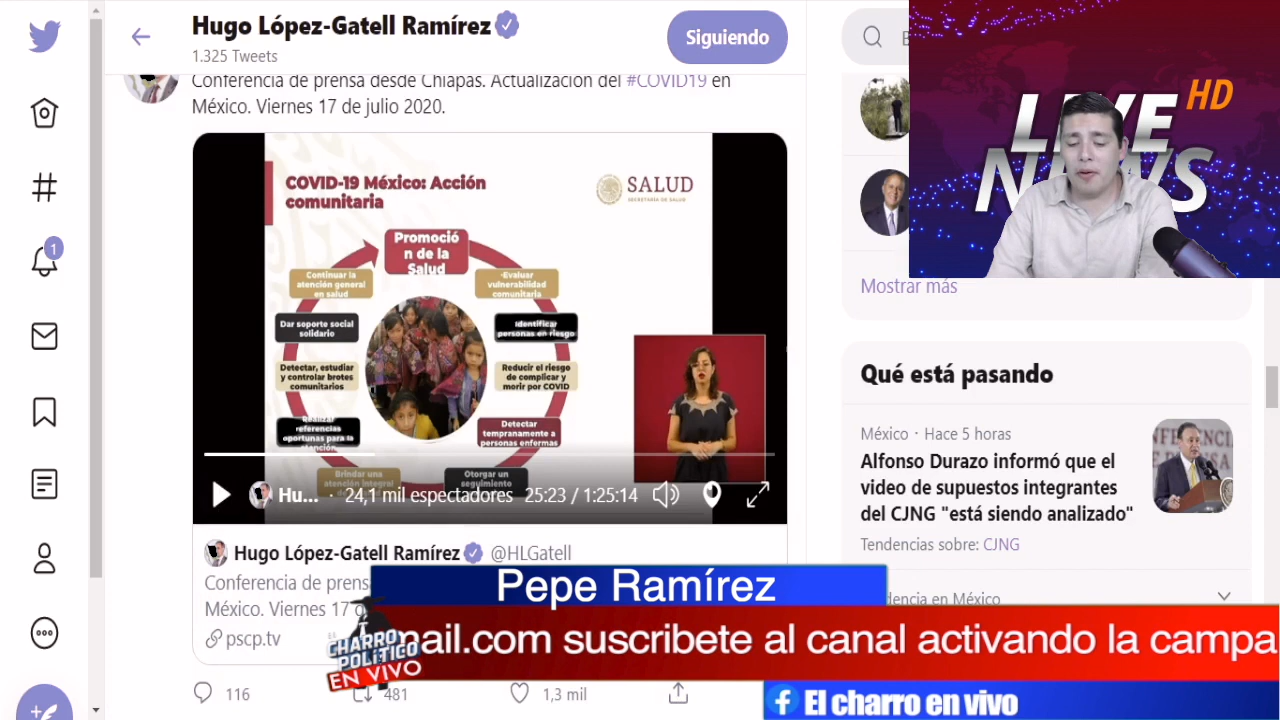 Hugo López-Gatell Ramírez
1.325 Tweets
Siguiendo
Conferencia de prensa desde Chiapas. Actualización del #COVID19 en
México. Viernes 17 de julio 2020.
COVID-19 México: Acción
comunitaria
SALUD
SECRETARÍA DE SALUD
Promoció
n de la
Salud
Continuar la
atención general
en salud
Evaluar
vulnerabilidad
comunitaria
Dar soporte social
solidario
Identificar
personas en riesgo
Detectar, estudiar
y controlar brotes
comunitarios
Reducir el riesgo
de complicar y
morir por COVID
Realizar
referencias
oportunas para la
atención
Detectar
tempranamente a
personas enfermas
Brindar una
atención integral
Otorgar un
seguimiento
Hu... · 24,1 mil espectadores 25:23 / 1:25:14
Hugo López-Gatell Ramírez @HLGatell
Conferencia de prensa
México. Viernes 17 d
pscp.tv
116
481
1,3 mil
1
B
LIVE HD
NEWS
Mostrar más
Qué está pasando
México · Hace 5 horas
Alfonso Durazo informó que el
video de supuestos integrantes
del CJNG "está siendo analizado"
Tendencias sobre: CJNG
dencia en México
Pepe Ramírez
mail.com suscribete al canal activando la campa
EL
CHARRO
POLÍTICO
EN VIVO
El charro en vivo